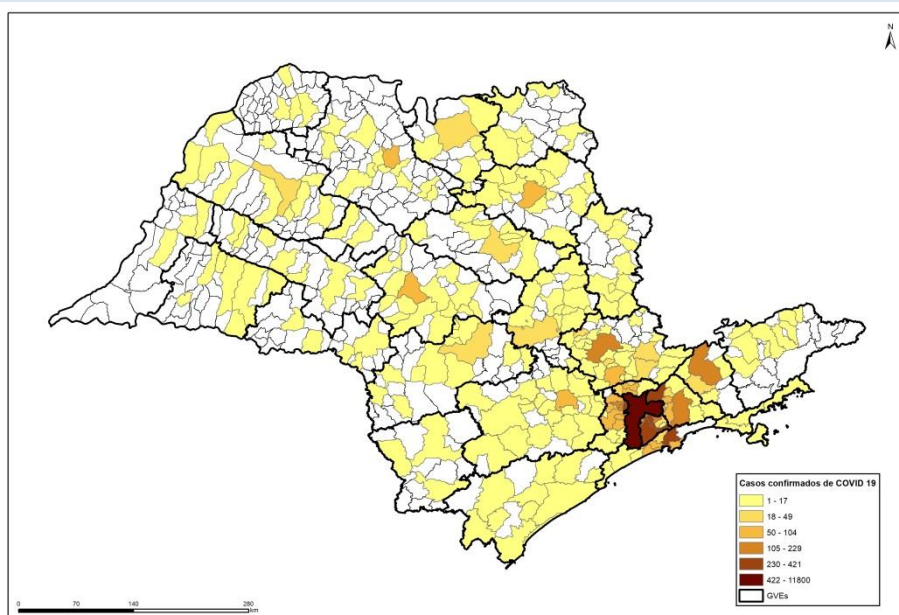 N
Casos confirmados de COVID 19
1 - 17
18 - 49
50 - 104
105 - 229
230 - 421
422 - 11800
GVEs
0 70 140 280
km